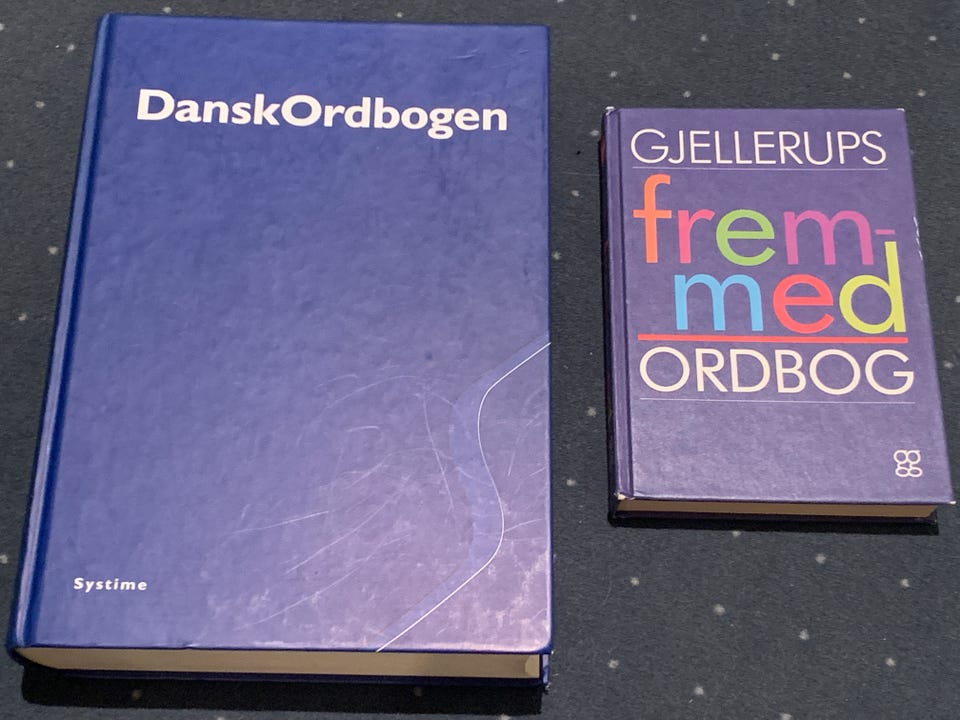 DanskOrdbogen
Systime
GJELLERUPS
frem-
med
ORDBOG